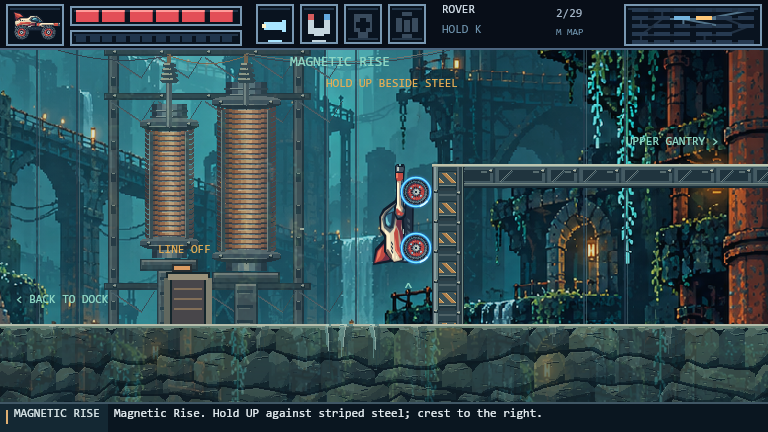 ROVER
HOLD K
2/29
M MAP
MAGNETIC RISE
HOLD UP BESIDE STEEL
UPPER GANTRY >
LINE OFF
< BACK TO DOCK
MAGNETIC RISE
Magnetic Rise. Hold UP against striped steel; crest to the right.